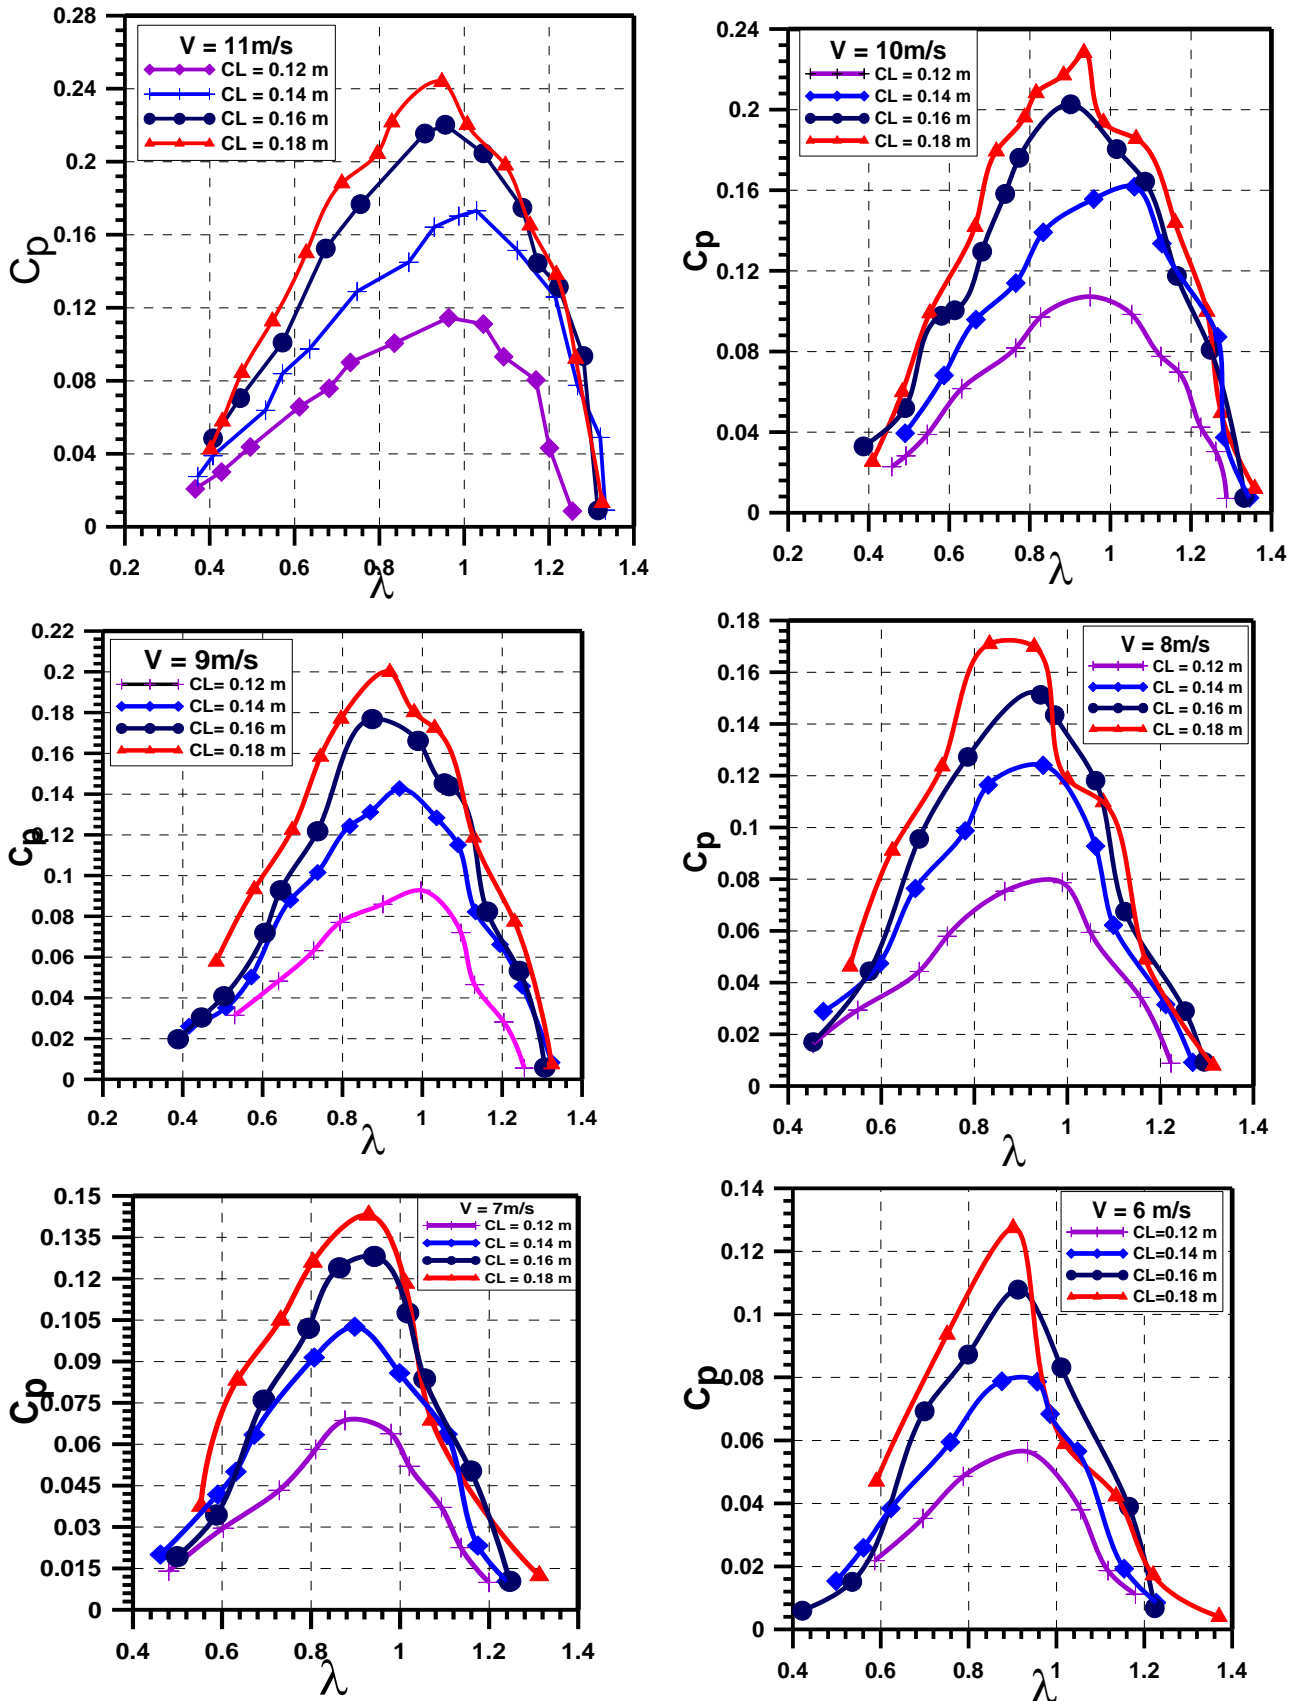 0.28
0.24
0.2
0.16
0.12
0.08
0.04
0
Cp
V = 11m/s
CL = 0.12 m
CL = 0.14 m
CL = 0.16 m
CL = 0.18 m
0.2 0.4 0.6 0.8 1 1.2 1.4
λ
0.24
0.2
0.16
0.12
0.08
0.04
0
Cp
V = 10m/s
CL = 0.12 m
CL = 0.14 m
CL = 0.16 m
CL = 0.18 m
0.2 0.4 0.6 0.8 1 1.2 1.4
λ
0.22
0.2
0.18
0.16
0.14
0.12
0.1
0.08
0.06
0.04
0.02
0
Cp
V = 9m/s
CL= 0.12 m
CL= 0.14 m
CL= 0.16 m
CL= 0.18 m
0.2 0.4 0.6 0.8 1 1.2 1.4
λ
0.18
0.16
0.14
0.12
0.1
0.08
0.06
0.04
0.02
0
Cp
V = 8m/s
CL= 0.12 m
CL = 0.14 m
CL = 0.16 m
CL = 0.18 m
0.4 0.6 0.8 1 1.2 1.4
λ
0.15
0.135
0.12
0.105
0.09
0.075
0.06
0.045
0.03
0.015
0
Cp
V = 7m/s
CL = 0.12 m
CL = 0.14 m
CL = 0.16 m
CL = 0.18 m
0.4 0.6 0.8 1 1.2 1.4
λ
0.14
0.12
0.1
0.08
0.06
0.04
0.02
0
Cp
V = 6 m/s
CL=0.12 m
CL=0.14 m
CL=0.16 m
CL=0.18 m
0.4 0.6 0.8 1 1.2 1.4
λ